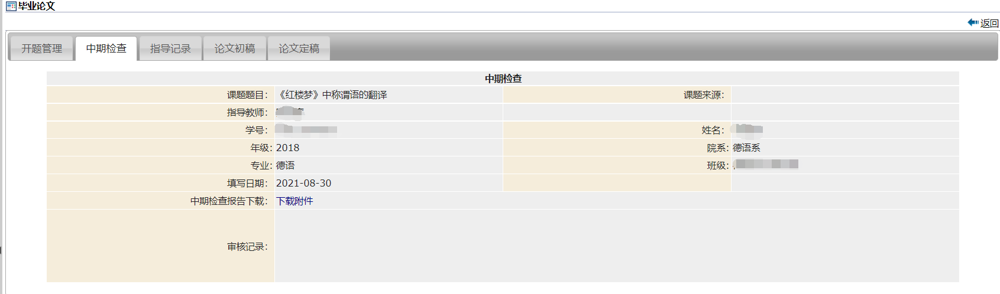 毕业论文
返回
开题管理 中期检查 指导记录 论文初稿 论文定稿
中期检查
课题题目： 《红楼梦》中称谓语的翻译 课题来源：
指导教师：
学号： 姓名：
年级： 2018 院系： 德语系
专业： 德语 班级：
填写日期： 2021-08-30
中期检查报告下载： 下载附件
审核记录：